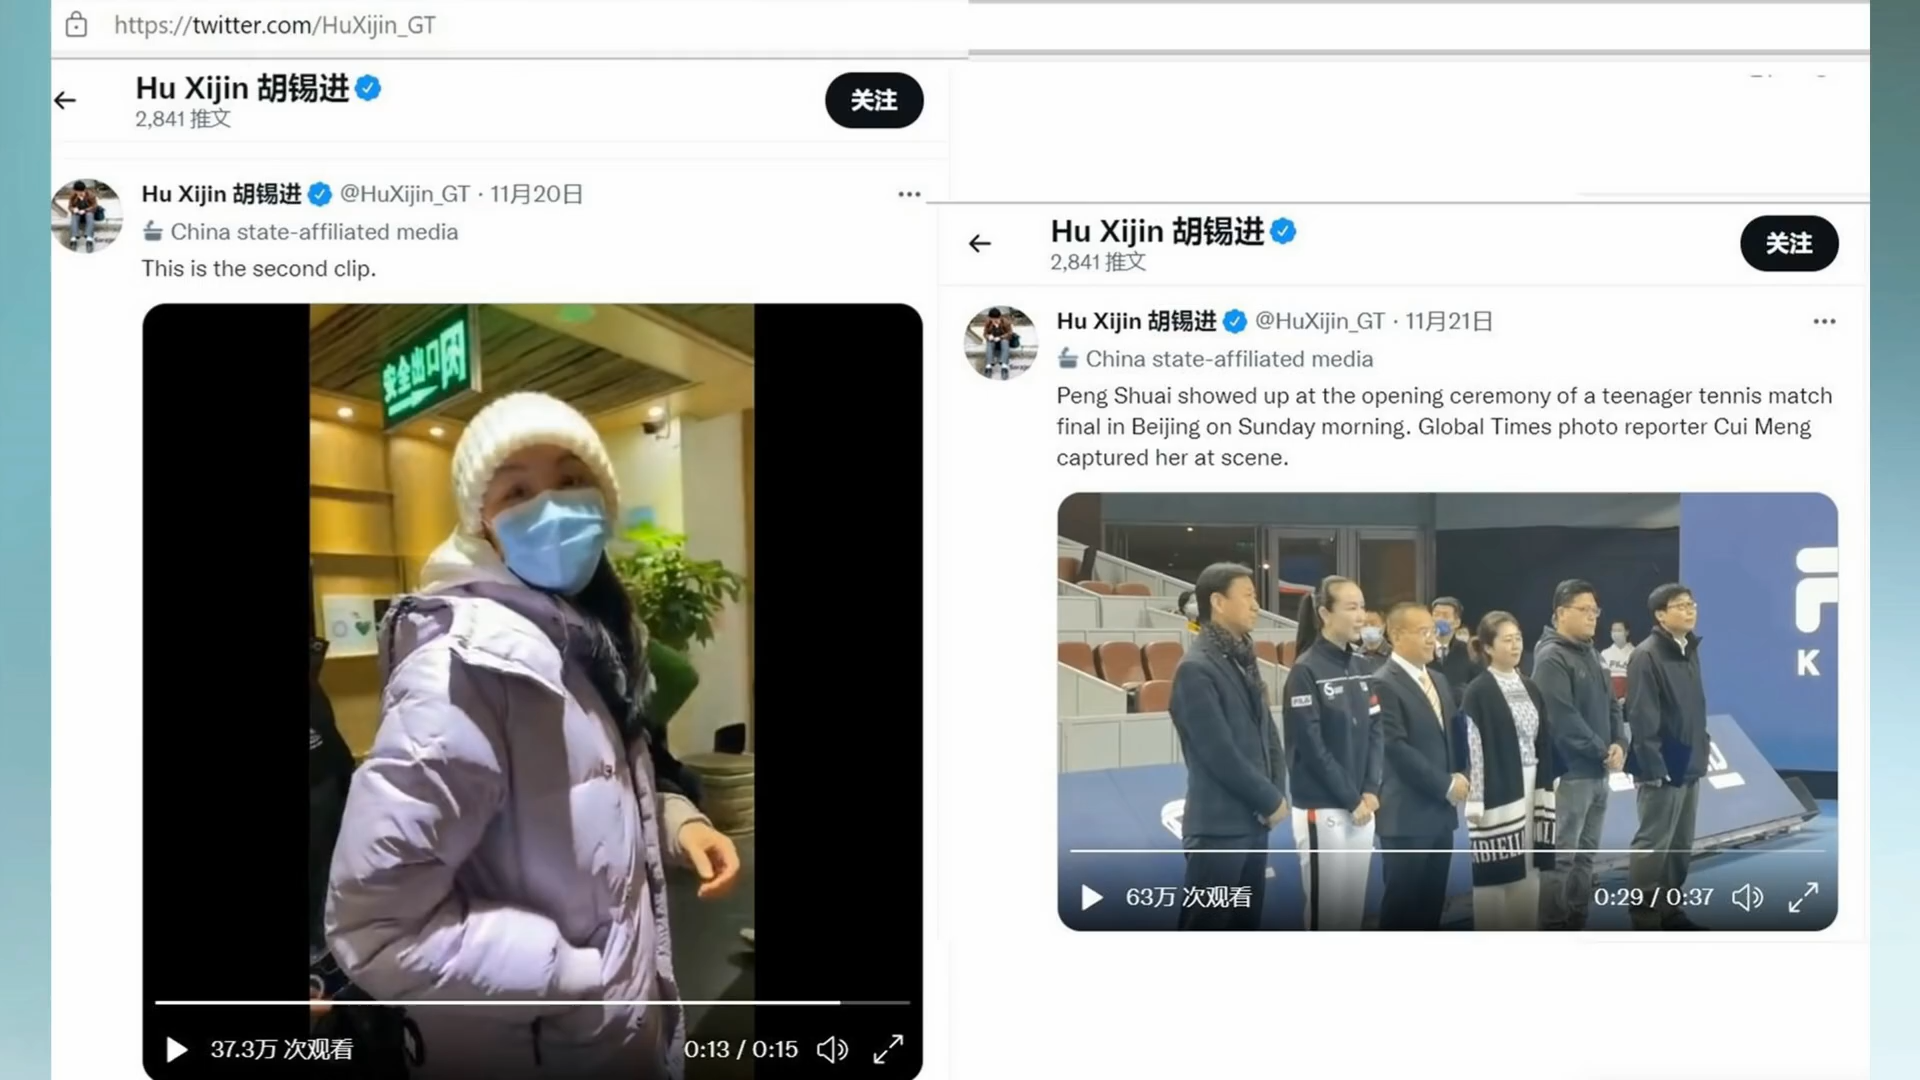 https://twitter.com/HuXijin_GT
Hu Xijin 胡锡进
2,841 推文
关注
Hu Xijin 胡锡进 @HuXijin_GT · 11月20日
China state-affiliated media
This is the second clip.
安全出口
37.3万 次观看
0:13 / 0:15
Hu Xijin 胡锡进
2,841 推文
关注
Hu Xijin 胡锡进 @HuXijin_GT · 11月21日
China state-affiliated media
Peng Shuai showed up at the opening ceremony of a teenager tennis match
final in Beijing on Sunday morning. Global Times photo reporter Cui Meng
captured her at scene.
K
63万 次观看
0:29 / 0:37